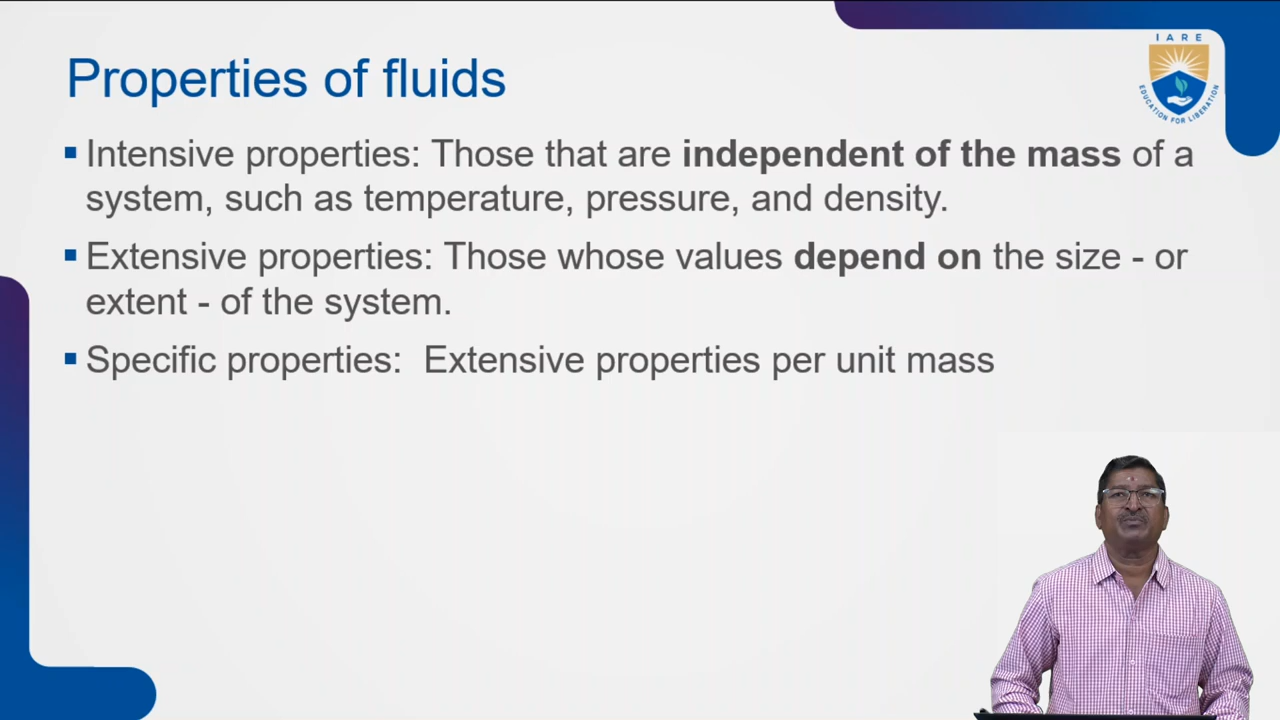 IARE
EDUCATION FOR LIBERATION
Properties of fluids
▪ Intensive properties: Those that are independent of the mass of a
system, such as temperature, pressure, and density.
▪ Extensive properties: Those whose values depend on the size - or
extent - of the system.
▪ Specific properties:  Extensive properties per unit mass